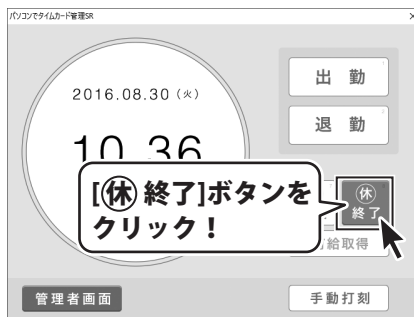 パソコンでタイムカード管理SR
2016.08.30（火）
出 勤
退 勤
10 36
[㊡ 終了]ボタンを
クリック！
㊡
終了
給取得
管理者画面
手動打刻